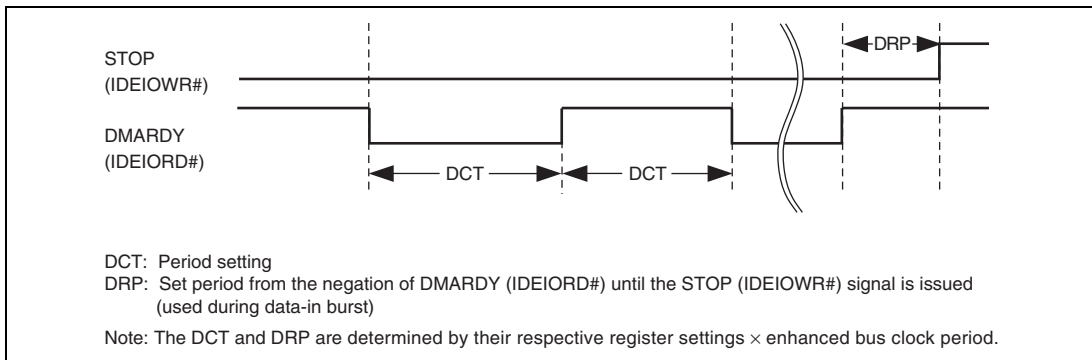 STOP
(IDEIOWR#)
DRP
DMARDY
(IDEIORD#)
DCT
DCT
DCT: Period setting
DRP: Set period from the negation of DMARDY (IDEIORD#) until the STOP (IDEIOWR#) signal is issued
(used during data-in burst)
Note: The DCT and DRP are determined by their respective register settings × enhanced bus clock period.